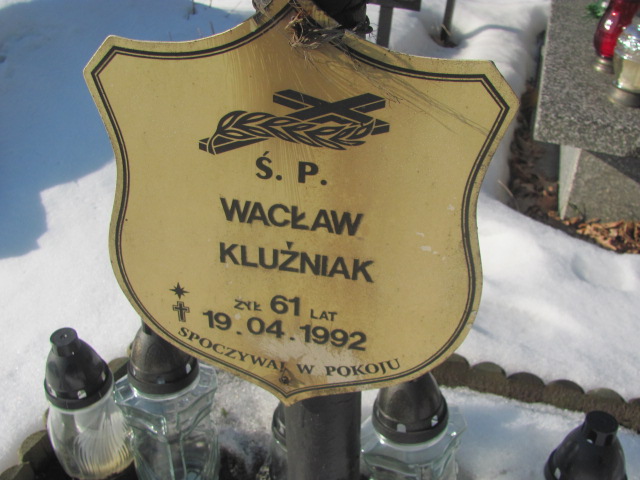 Ś. P.
WACŁAW
KLUŹNIAK
ŻYŁ 61 LAT
19.04.1992
SPOCZYWAJ W POKOJU